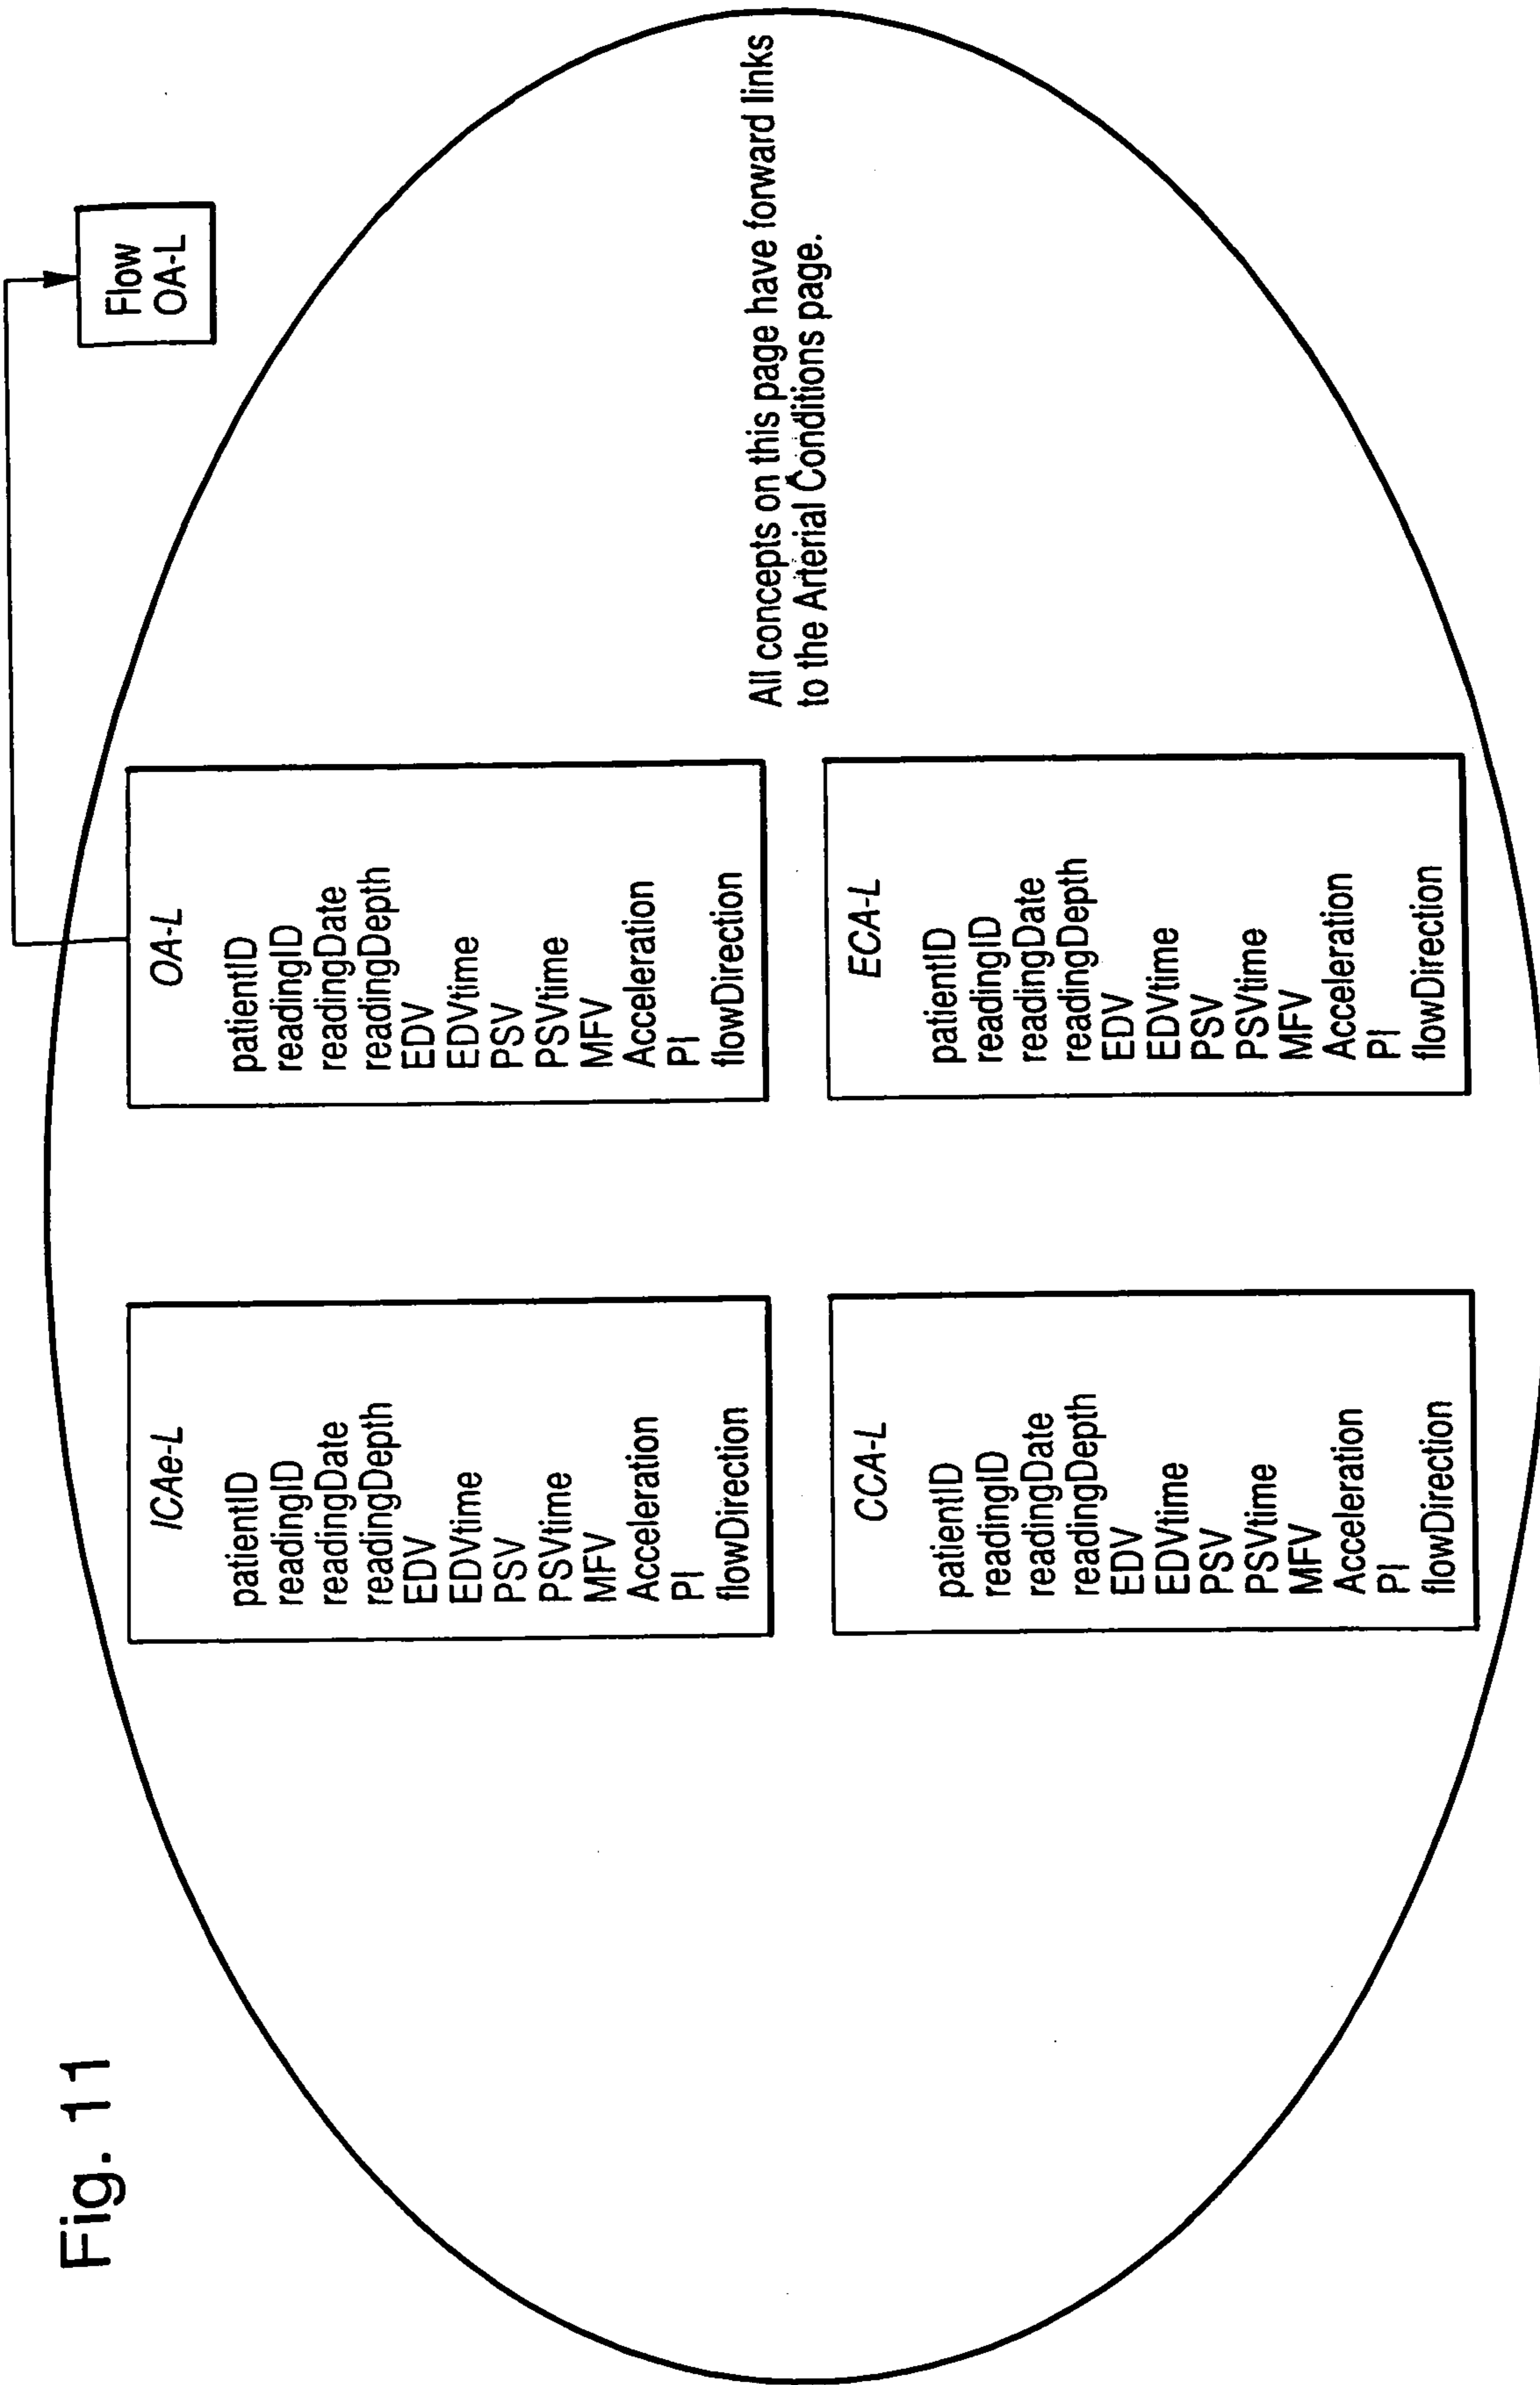 Fig. 11
Flow
OA-L
ICAe-L
patientID
readingID
readingDate
readingDepth
EDV
EDVtime
PSV
PSVtime
MFV
Acceleration
PI
flowDirection
OA-L
patientID
readingID
readingDate
readingDepth
EDV
EDVtime
PSV
PSVtime
MFV
Acceleration
PI
flowDirection
CCA-L
patientID
readingID
readingDate
readingDepth
EDV
EDVtime
PSV
PSVtime
MFV
Acceleration
PI
flowDirection
ECA-L
patientID
readingID
readingDate
readingDepth
EDV
EDVtime
PSV
PSVtime
MFV
Acceleration
PI
flowDirection
All concepts on this page have forward links
to the Arterial Conditions page.